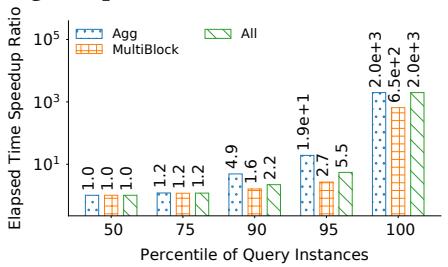 Elapsed Time Speedup Ratio
10⁵
10³
10¹
Agg
MultiBlock
All
1.0
1.0
1.0
1.2
1.2
1.2
4.9
1.6
2.2
1.9e+1
2.7
5.5
2.0e+3
6.5e+2
2.0e+3
50
75
90
95
100
Percentile of Query Instances